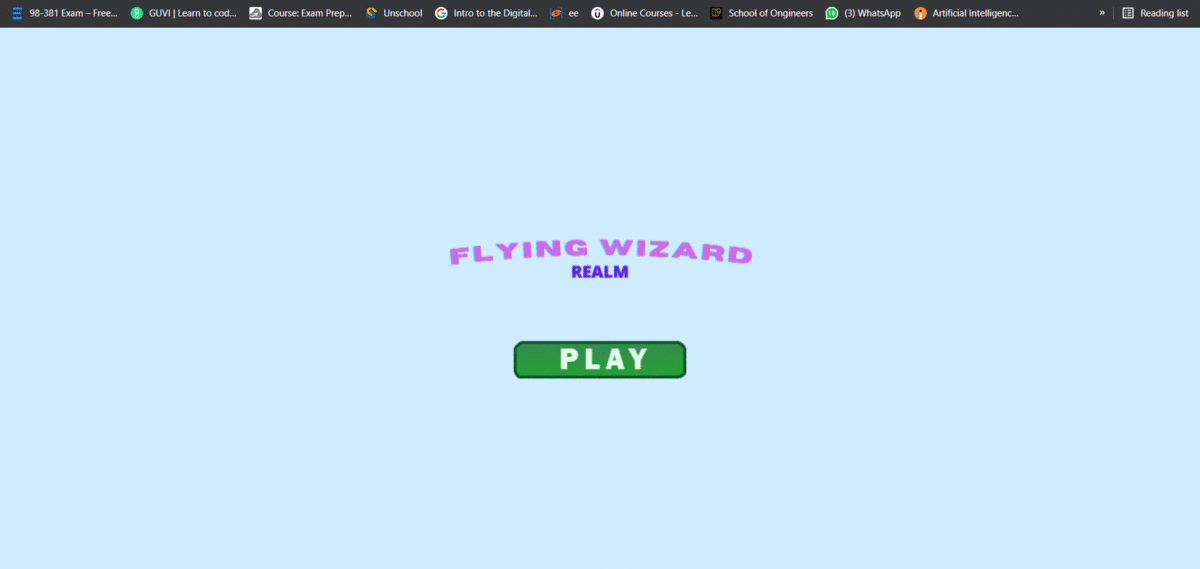 98-381 Exam – Free... GUVI | Learn to cod... Course: Exam Prep... Unschool Intro to the Digital... ee Online Courses - Le... School of Ongineers (3) WhatsApp Artificial Intelligenc... » Reading list
FLYING WIZARD
REALM
PLAY